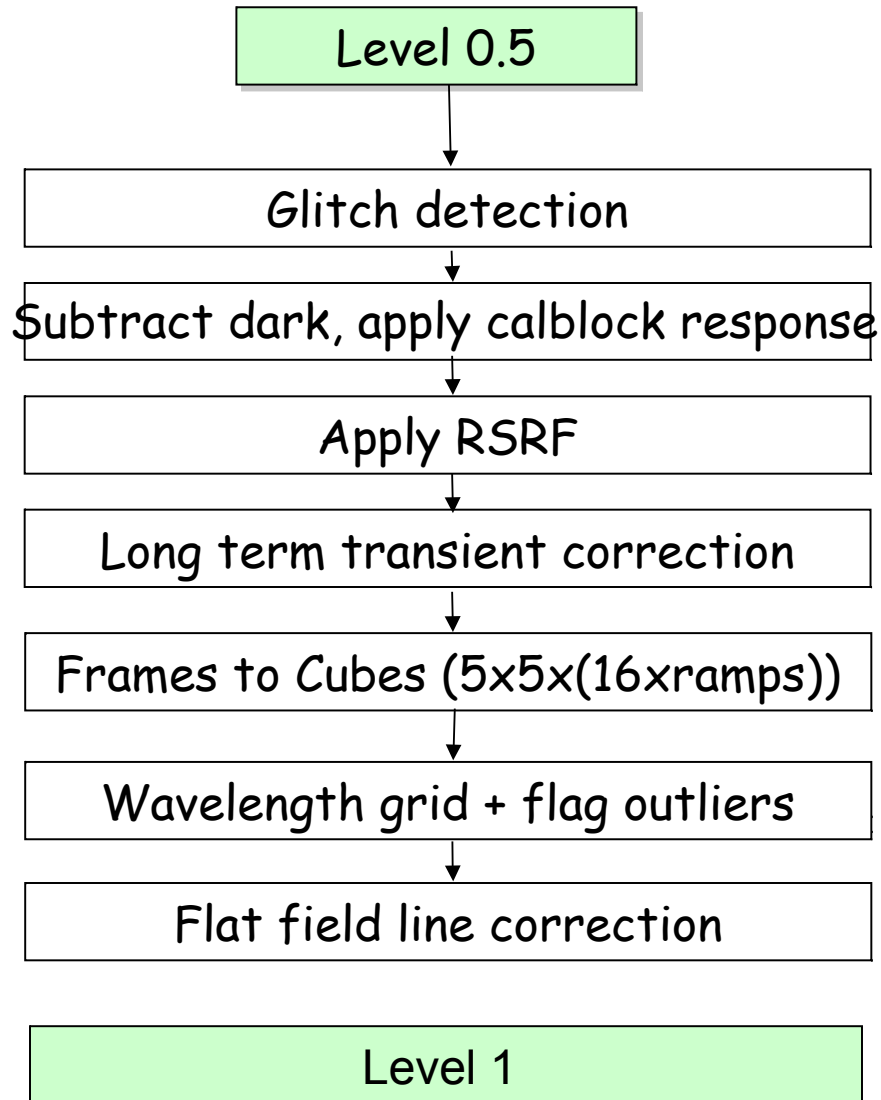 Level 0.5
Glitch detection
Subtract dark, apply calblock response
Apply RSRF
Long term transient correction
Frames to Cubes (5x5x(16xramps))
Wavelength grid + flag outliers
Flat field line correction
Level 1